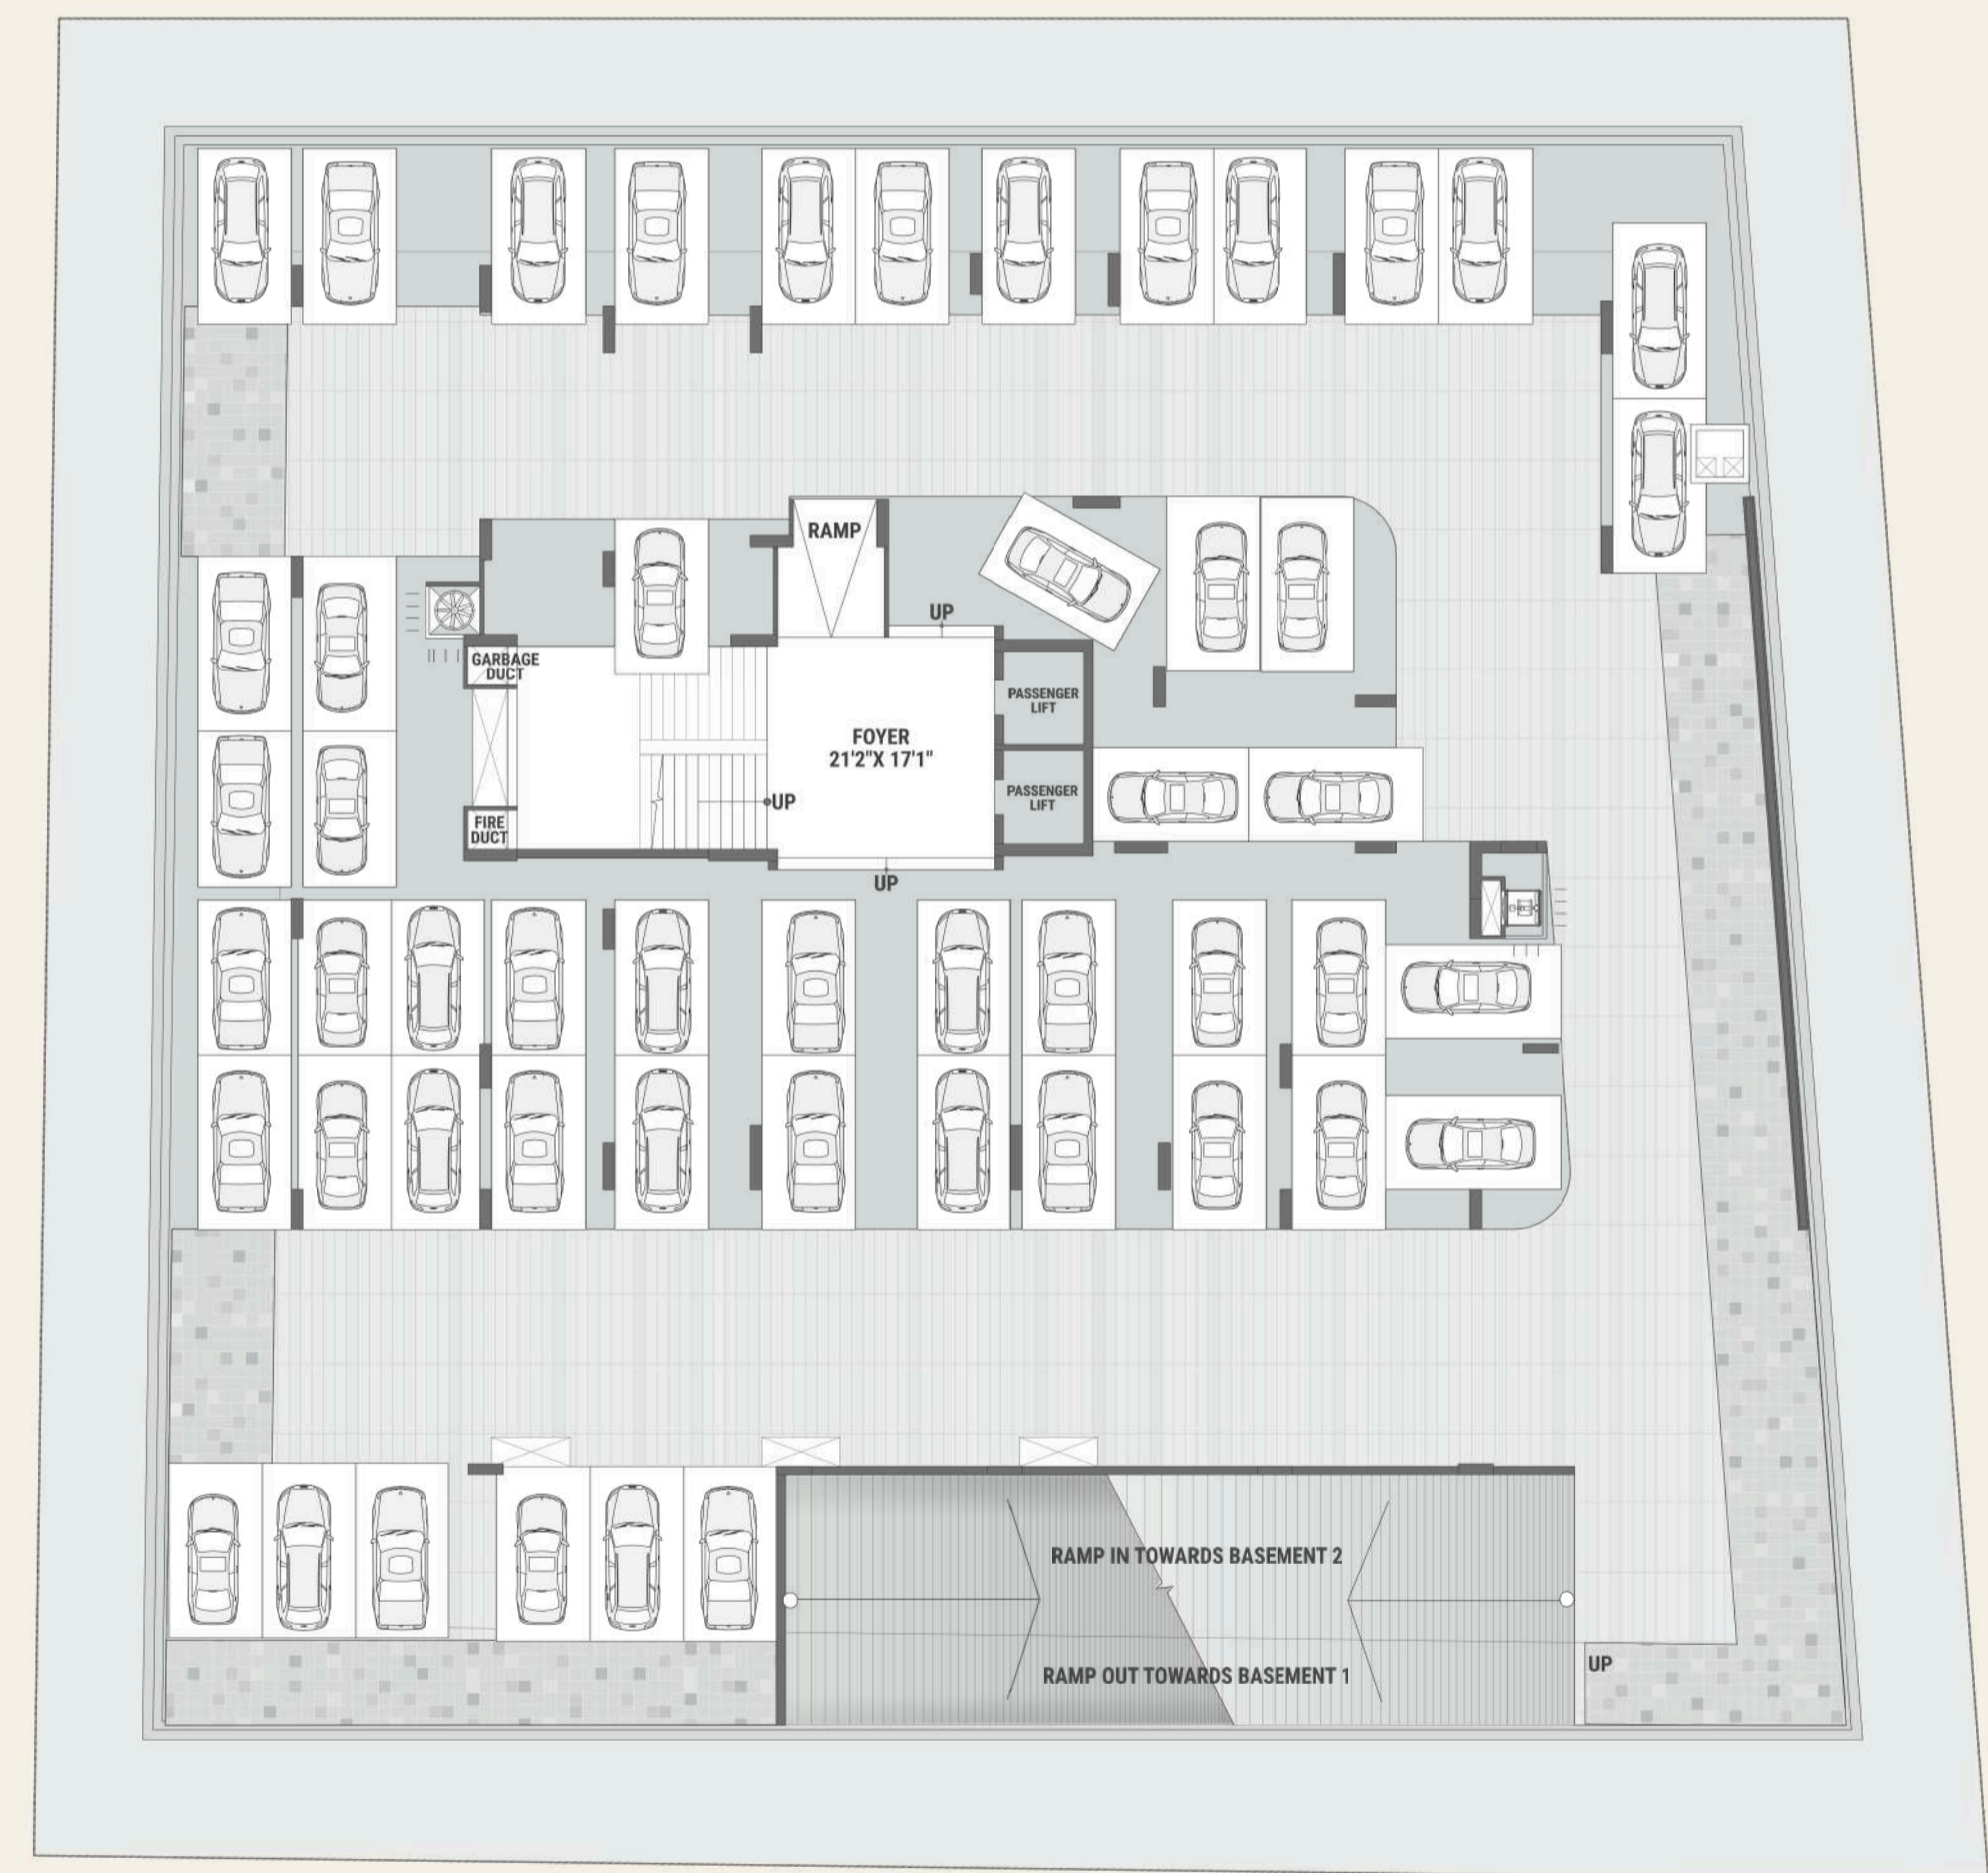 RAMP
UP
GARBAGE
DUCT
PASSENGER
LIFT
FOYER
21'2"X 17'1"
PASSENGER
LIFT
UP
FIRE
DUCT
UP
RAMP IN TOWARDS BASEMENT 2
UP
RAMP OUT TOWARDS BASEMENT 1